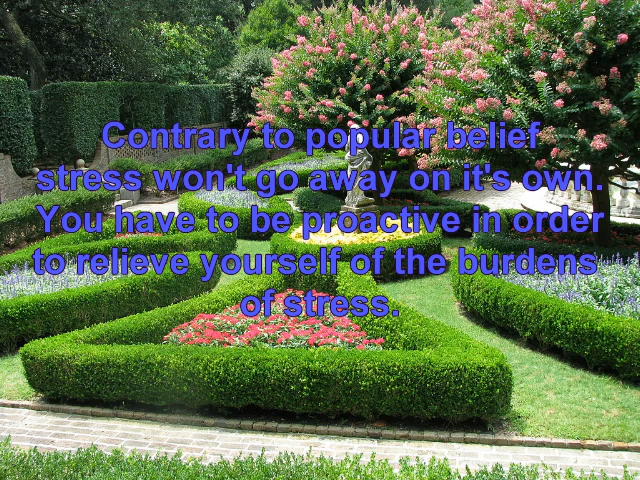 Contrary to popular belief
stress won't go away on it's own.
You have to be proactive in order
to relieve yourself of the burdens
of stress.